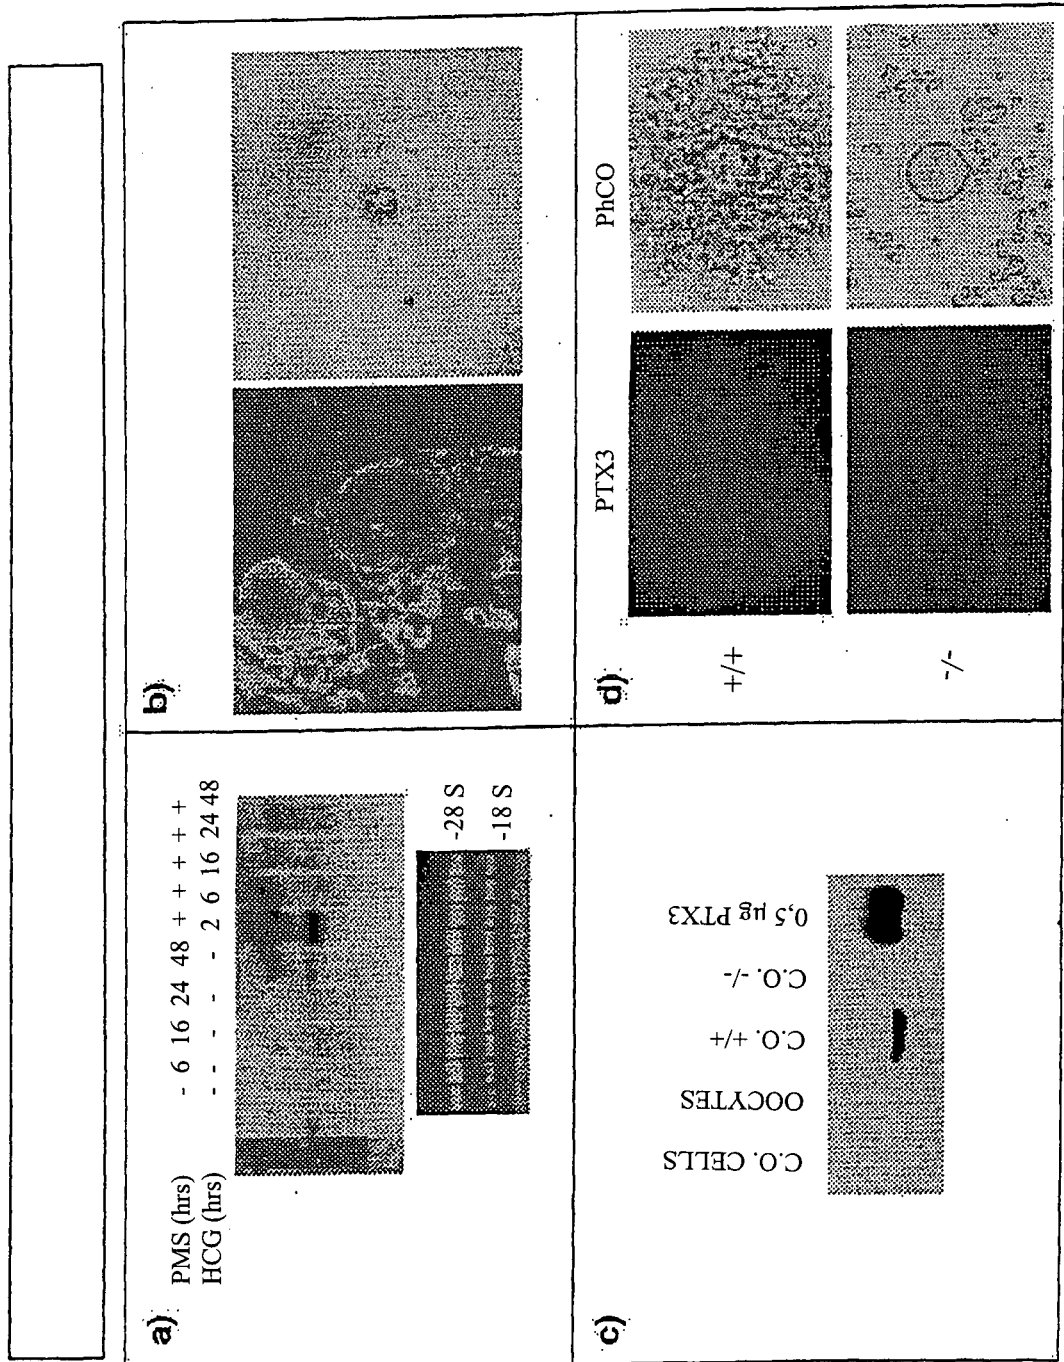 a)
PMS (hrs) - 6 16 24 48 + + + + +
HCG (hrs) - - - - - 2 6 16 24 48
-28 S
-18 S
b)
c)
C.O. CELLS
OOCYTES
C.O. +/+
C.O. -/-
0,5 µg PTX3
d)
PTX3
PhCO
+/+
-/-